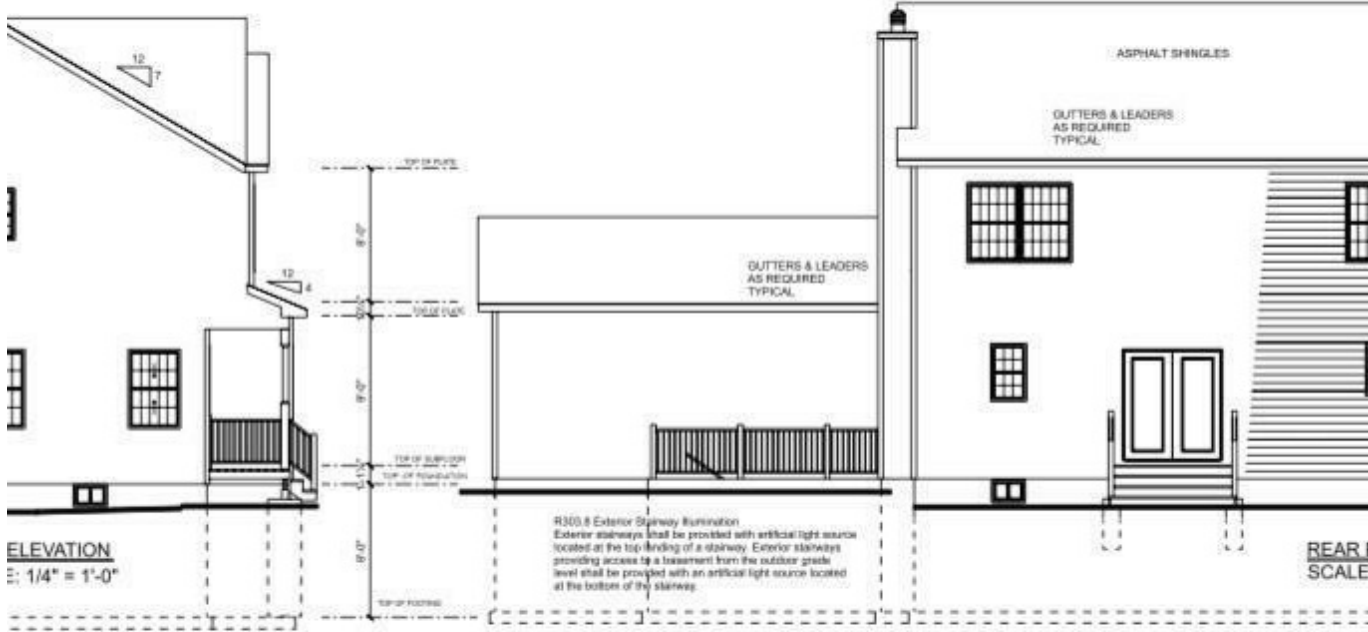 12
7
ASPHALT SHINGLES
GUTTERS & LEADERS
AS REQUIRED
TYPICAL
TOP OF PLATE
8'-0"
GUTTERS & LEADERS
AS REQUIRED
TYPICAL
12
4
TOP OF PLATE
9'-0"
TOP OF SUBFLOOR
TOP OF FOUNDATION
R303.8 Exterior Stairway Illumination
Exterior stairways shall be provided with artificial light source
located at the top landing of a stairway. Exterior stairways
providing access to a basement from the outdoor grade
level shall be provided with an artificial light source located
at the bottom of the stairway.
ELEVATION
E: 1/4" = 1'-0"
9'-0"
TOP OF FOOTING
REAR
SCALE